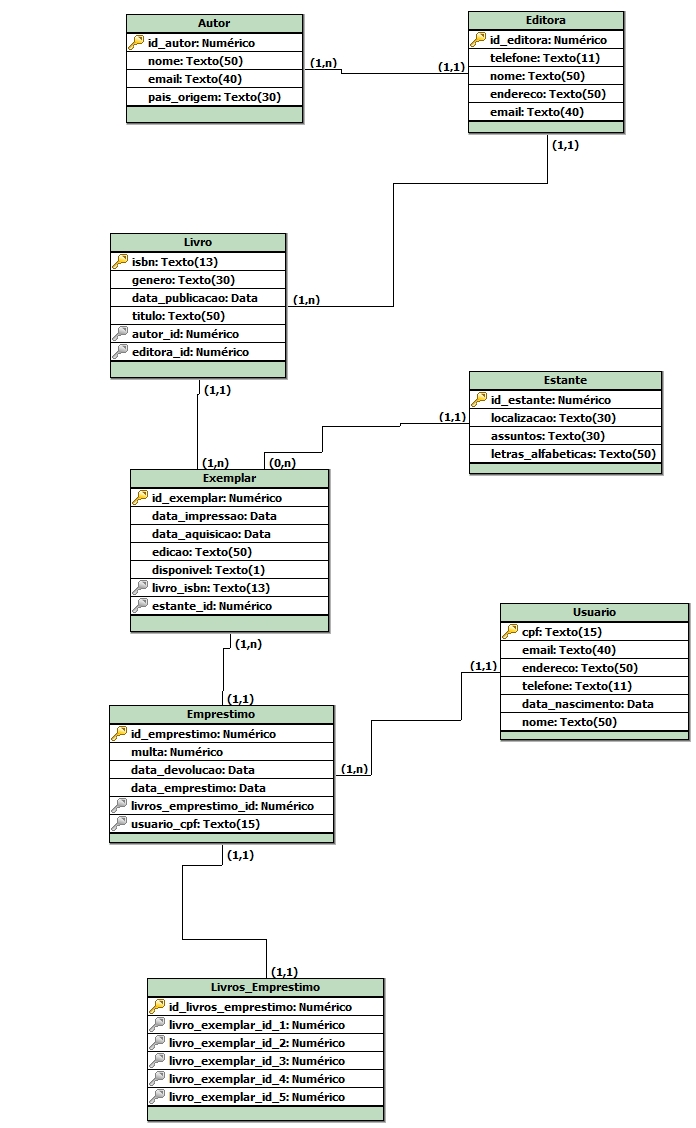 Autor
id_autor: Numérico
nome: Texto(50)
email: Texto(40)
pais_origem: Texto(30)
(1,n)
(1,1)
Editora
id_editora: Numérico
telefone: Texto(11)
nome: Texto(50)
endereco: Texto(50)
email: Texto(40)
(1,1)
Livro
isbn: Texto(13)
genero: Texto(30)
data_publicacao: Data
titulo: Texto(50)
autor_id: Numérico
editora_id: Numérico
(1,n)
(1,1)
Estante
id_estante: Numérico
localizacao: Texto(30)
assuntos: Texto(30)
letras_alfabeticas: Texto(50)
(1,1)
(1,n)
(0,n)
Exemplar
id_exemplar: Numérico
data_impressao: Data
data_aquisicao: Data
edicao: Texto(50)
disponivel: Texto(1)
livro_isbn: Texto(13)
estante_id: Numérico
(1,n)
Usuario
cpf: Texto(15)
email: Texto(40)
endereco: Texto(50)
telefone: Texto(11)
data_nascimento: Data
nome: Texto(50)
(1,1)
(1,1)
Emprestimo
id_emprestimo: Numérico
multa: Numérico
data_devolucao: Data
data_emprestimo: Data
livros_emprestimo_id: Numérico
usuario_cpf: Texto(15)
(1,n)
(1,1)
(1,1)
Livros_Emprestimo
id_livros_emprestimo: Numérico
livro_exemplar_id_1: Numérico
livro_exemplar_id_2: Numérico
livro_exemplar_id_3: Numérico
livro_exemplar_id_4: Numérico
livro_exemplar_id_5: Numérico